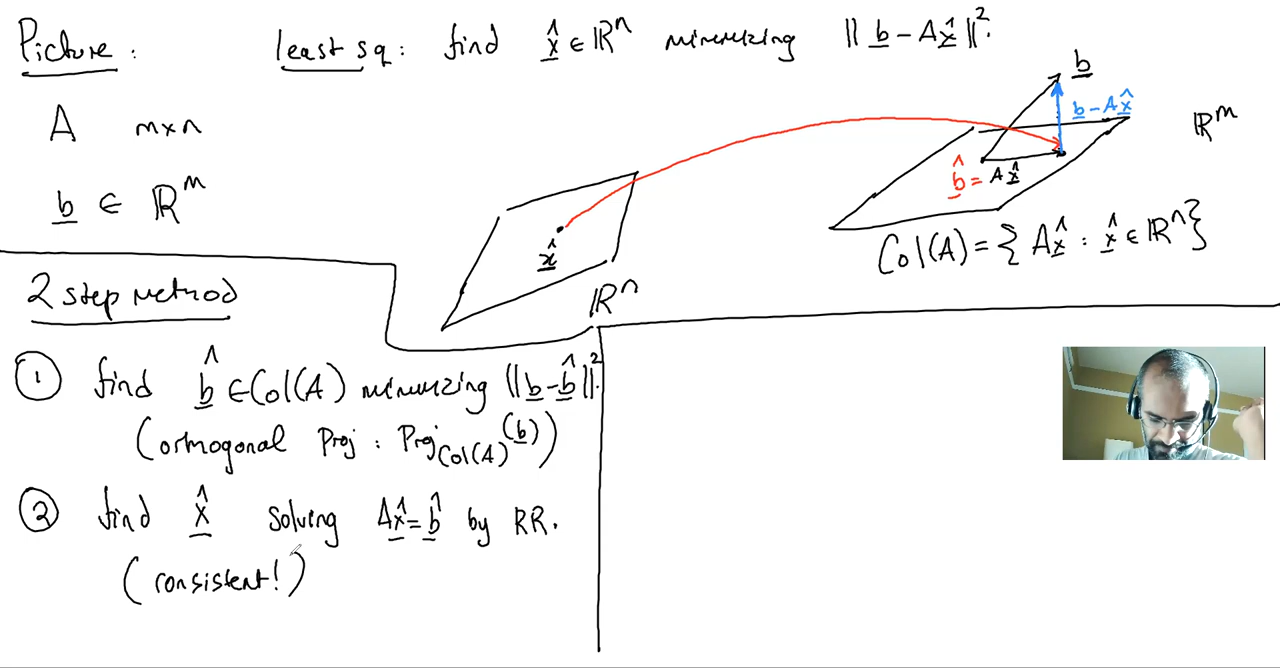 Picture :
least sq : find x̂ ∈ ℝⁿ minimizing ‖ b - Ax̂ ‖².
A m×n
b ∈ ℝᵐ
b
b - Ax̂
ℝᵐ
b̂ = Ax̂
x̂
ℝⁿ
Col(A) = { Ax̂ : x̂ ∈ ℝⁿ }
2 step method
① find b̂ ∈ Col(A) minimizing ‖b - b̂‖².
(orthogonal Proj : Proj_Col(A) (b))
② find x̂ solving Ax̂ = b̂ by RR.
(consistent!)